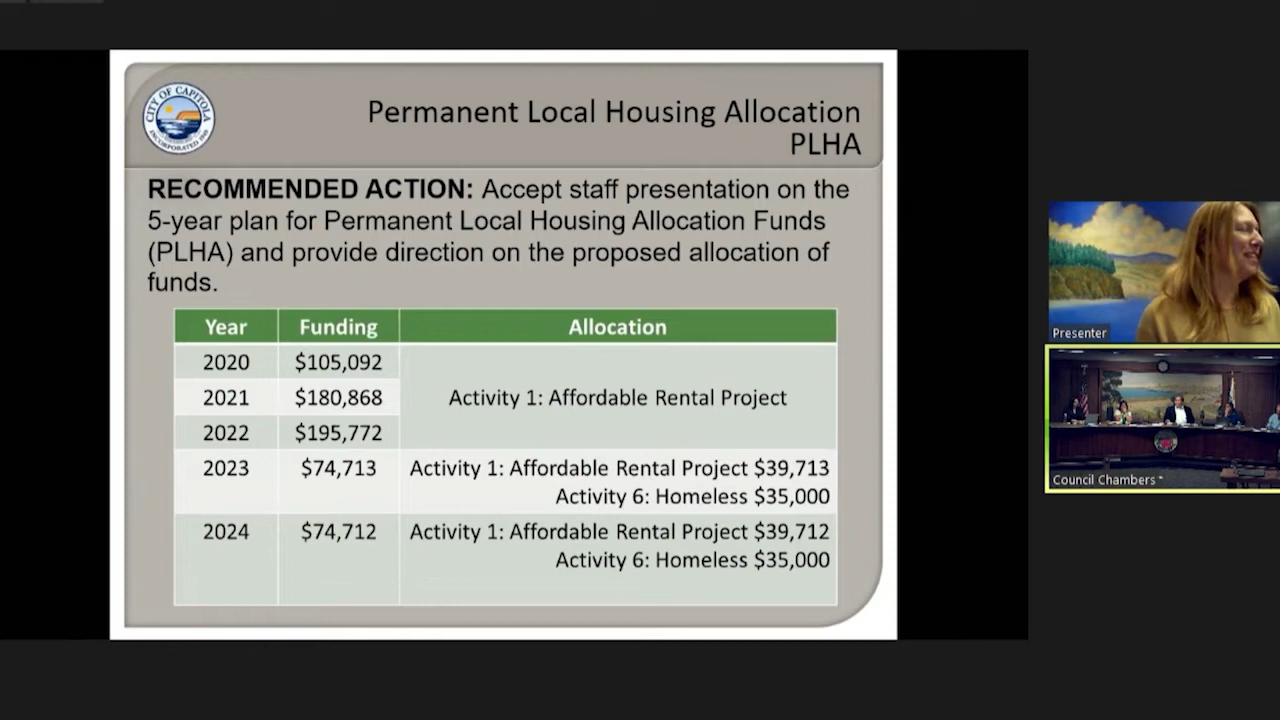 CITY OF CAPITOLA
INCORPORATED 1949
Permanent Local Housing Allocation
PLHA
RECOMMENDED ACTION: Accept staff presentation on the
5-year plan for Permanent Local Housing Allocation Funds
(PLHA) and provide direction on the proposed allocation of
funds.
Year Funding Allocation
2020 $105,092
2021 $180,868 Activity 1: Affordable Rental Project
2022 $195,772
2023 $74,713 Activity 1: Affordable Rental Project $39,713
Activity 6: Homeless $35,000
2024 $74,712 Activity 1: Affordable Rental Project $39,712
Activity 6: Homeless $35,000
Presenter
Council Chambers